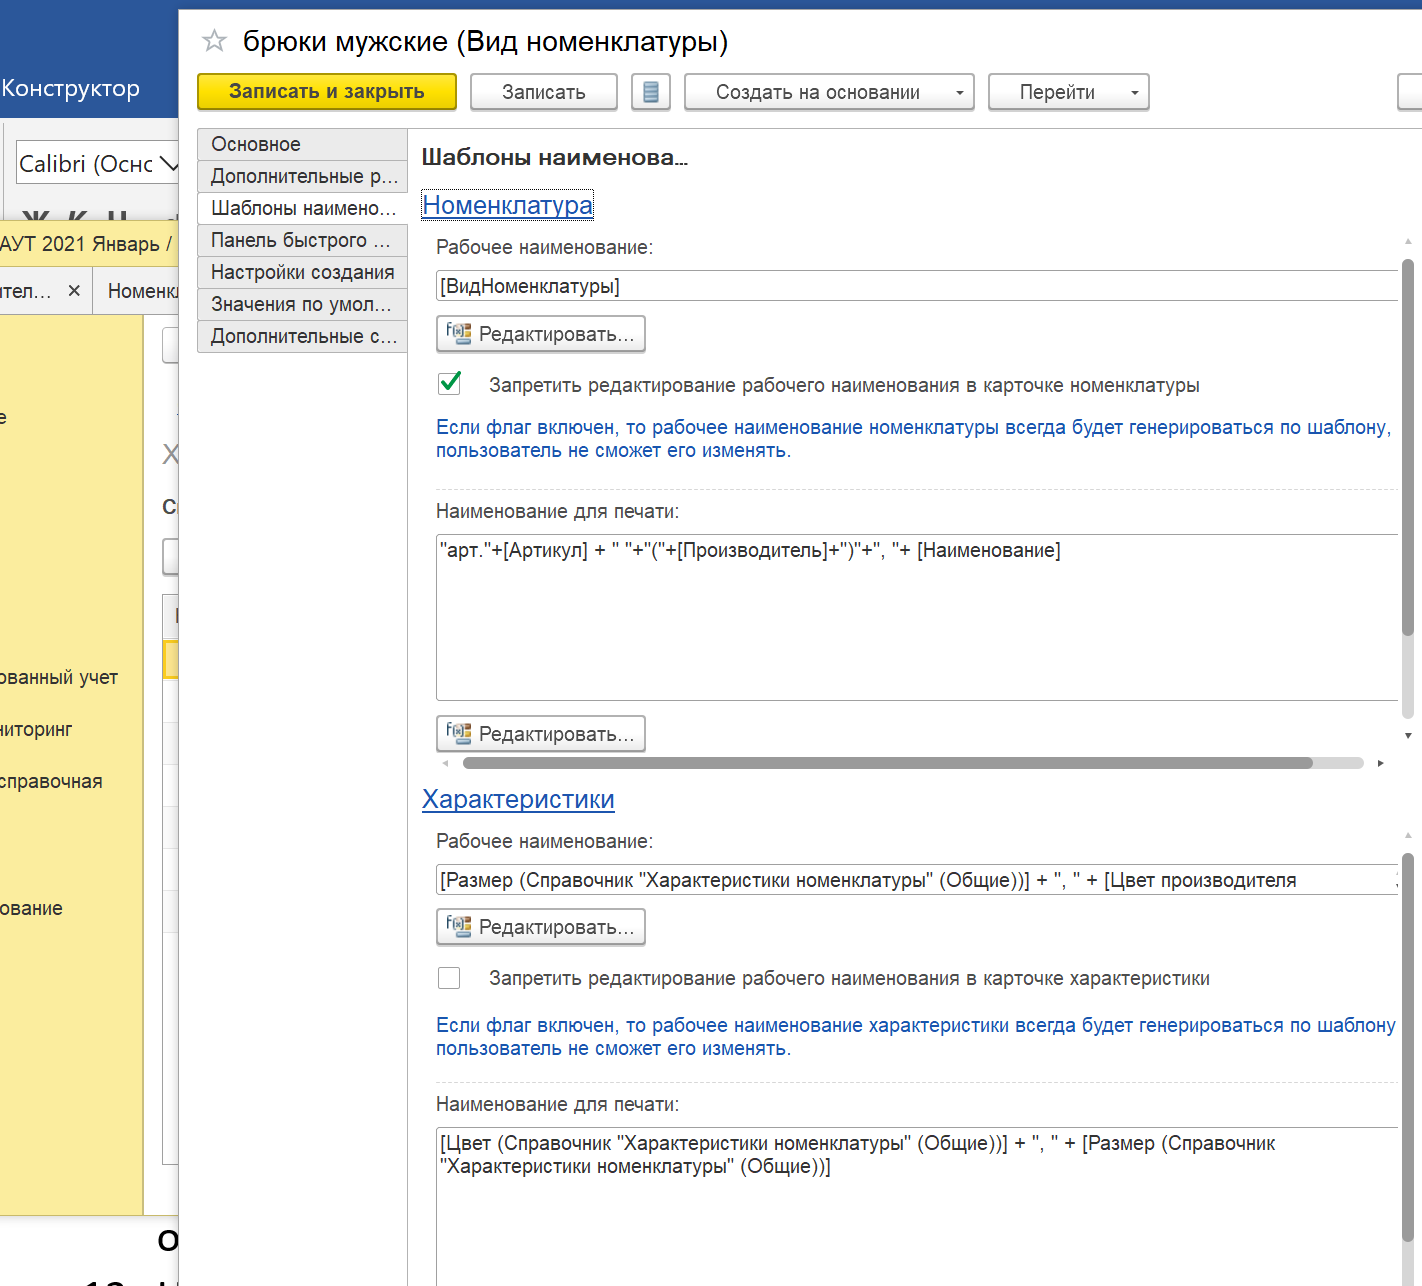 брюки мужские (Вид номенклатуры)
Конструктор
Записать и закрыть
Записать
Создать на основании
Перейти
Calibri (Оснс
АУТ 2021 Январь /
Основное
Дополнительные р...
Шаблоны наимено...
Панель быстрого ...
Настройки создания
Значения по умол...
Дополнительные с...
Шаблоны наименова...
Номенклатура
Рабочее наименование:
[ВидНоменклатуры]
Редактировать...
Запретить редактирование рабочего наименования в карточке номенклатуры
Если флаг включен, то рабочее наименование номенклатуры всегда будет генерироваться по шаблону,
пользователь не сможет его изменять.
Наименование для печати:
"арт."+[Артикул] + " "+"("+[Производитель]+")"+", "+ [Наименование]
Редактировать...
Характеристики
Рабочее наименование:
[Размер (Справочник "Характеристики номенклатуры" (Общие))] + ", " + [Цвет производителя
Редактировать...
Запретить редактирование рабочего наименования в карточке характеристики
Если флаг включен, то рабочее наименование характеристики всегда будет генерироваться по шаблону
пользователь не сможет его изменять.
Наименование для печати:
[Цвет (Справочник "Характеристики номенклатуры" (Общие))] + ", " + [Размер (Справочник
"Характеристики номенклатуры" (Общие))]
ител... ×
Номенк
е
ованный учет
ниторинг
справочная
ование